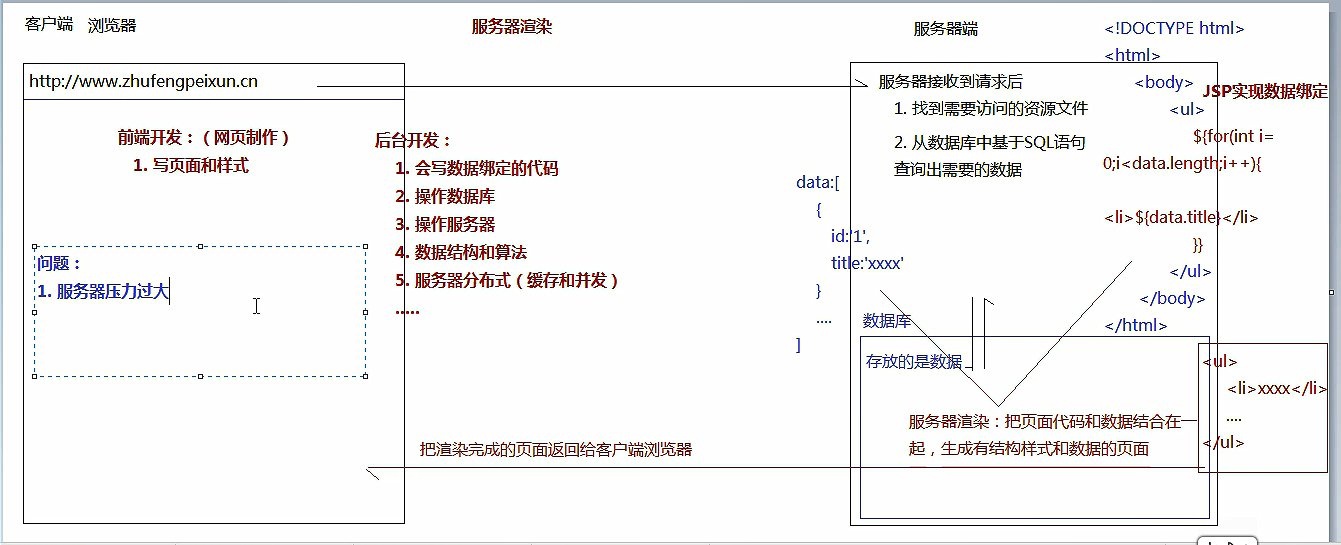 客户端 浏览器
服务器渲染
服务器端
http://www.zhufengpeixun.cn
前端开发：（网页制作）
1. 写页面和样式
问题：
1. 服务器压力过大
后台开发：
1. 会写数据绑定的代码
2. 操作数据库
3. 操作服务器
4. 数据结构和算法
5. 服务器分布式（缓存和并发）
.....
把渲染完成的页面返回给客户端浏览器
data:[
{
id:'1',
title:'xxxx'
}
....
]
服务器接收到请求后
1. 找到需要访问的资源文件
2. 从数据库中基于SQL语句
查询出需要的数据
数据库
存放的是数据
服务器渲染：把页面代码和数据结合在一
起，生成有结构样式和数据的页面
<!DOCTYPE html>
<html>
<body>
JSP实现数据绑定
<ul>
${for(int i=
0;i<data.length;i++){
<li>${data.title}</li>
}}
</ul>
</body>
</html>
<ul>
<li>xxxx</li>
....
</ul>